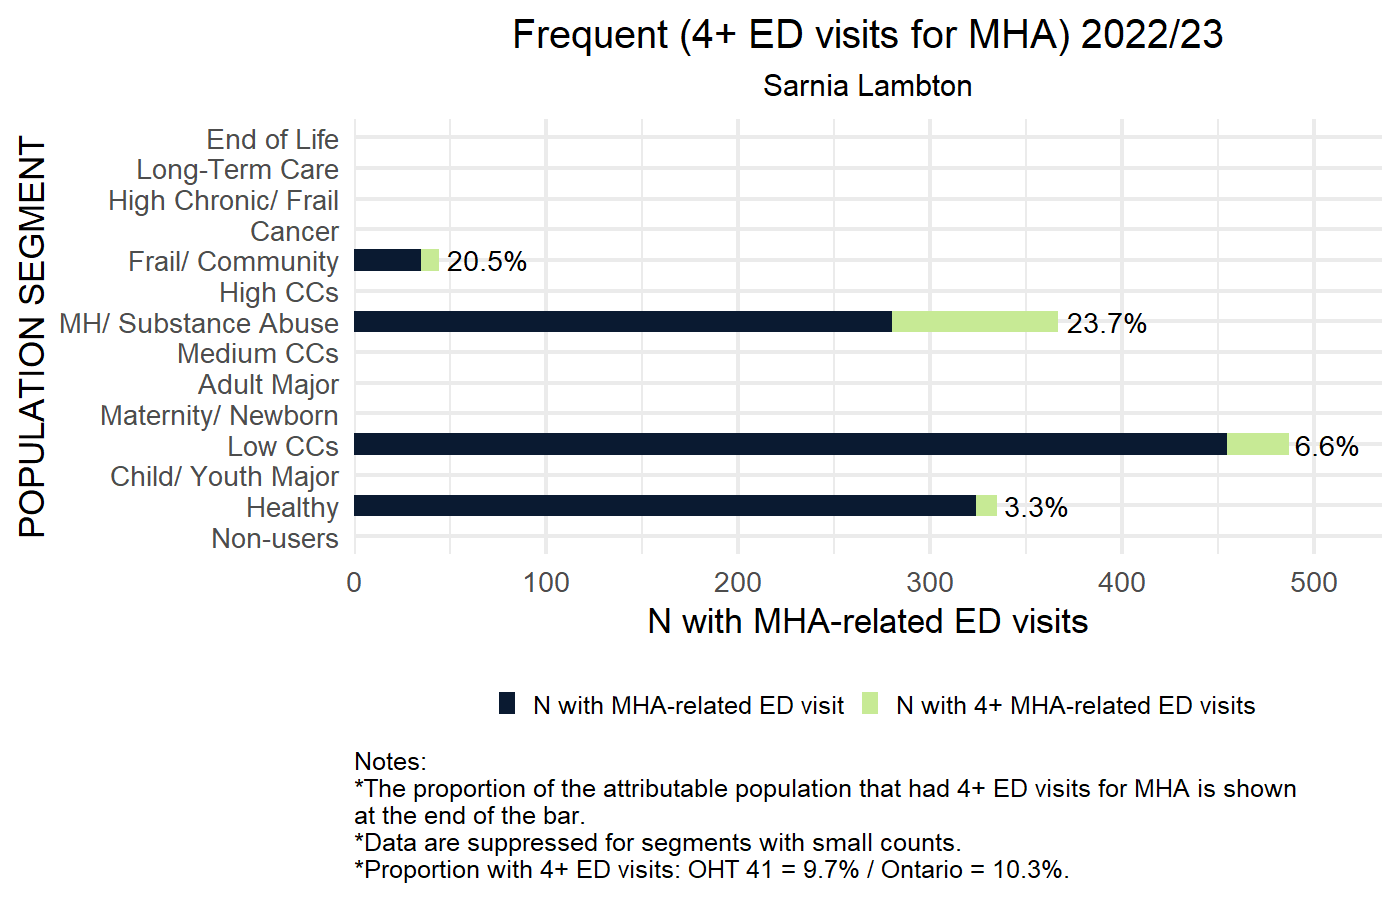 Frequent (4+ ED visits for MHA) 2022/23
Sarnia Lambton
POPULATION SEGMENT
End of Life
Long-Term Care
High Chronic/ Frail
Cancer
Frail/ Community
20.5%
High CCs
MH/ Substance Abuse
23.7%
Medium CCs
Adult Major
Maternity/ Newborn
Low CCs
6.6%
Child/ Youth Major
Healthy
3.3%
Non-users
0 100 200 300 400 500
N with MHA-related ED visits
N with MHA-related ED visit N with 4+ MHA-related ED visits
Notes:
*The proportion of the attributable population that had 4+ ED visits for MHA is shown
at the end of the bar.
*Data are suppressed for segments with small counts.
*Proportion with 4+ ED visits: OHT 41 = 9.7% / Ontario = 10.3%.